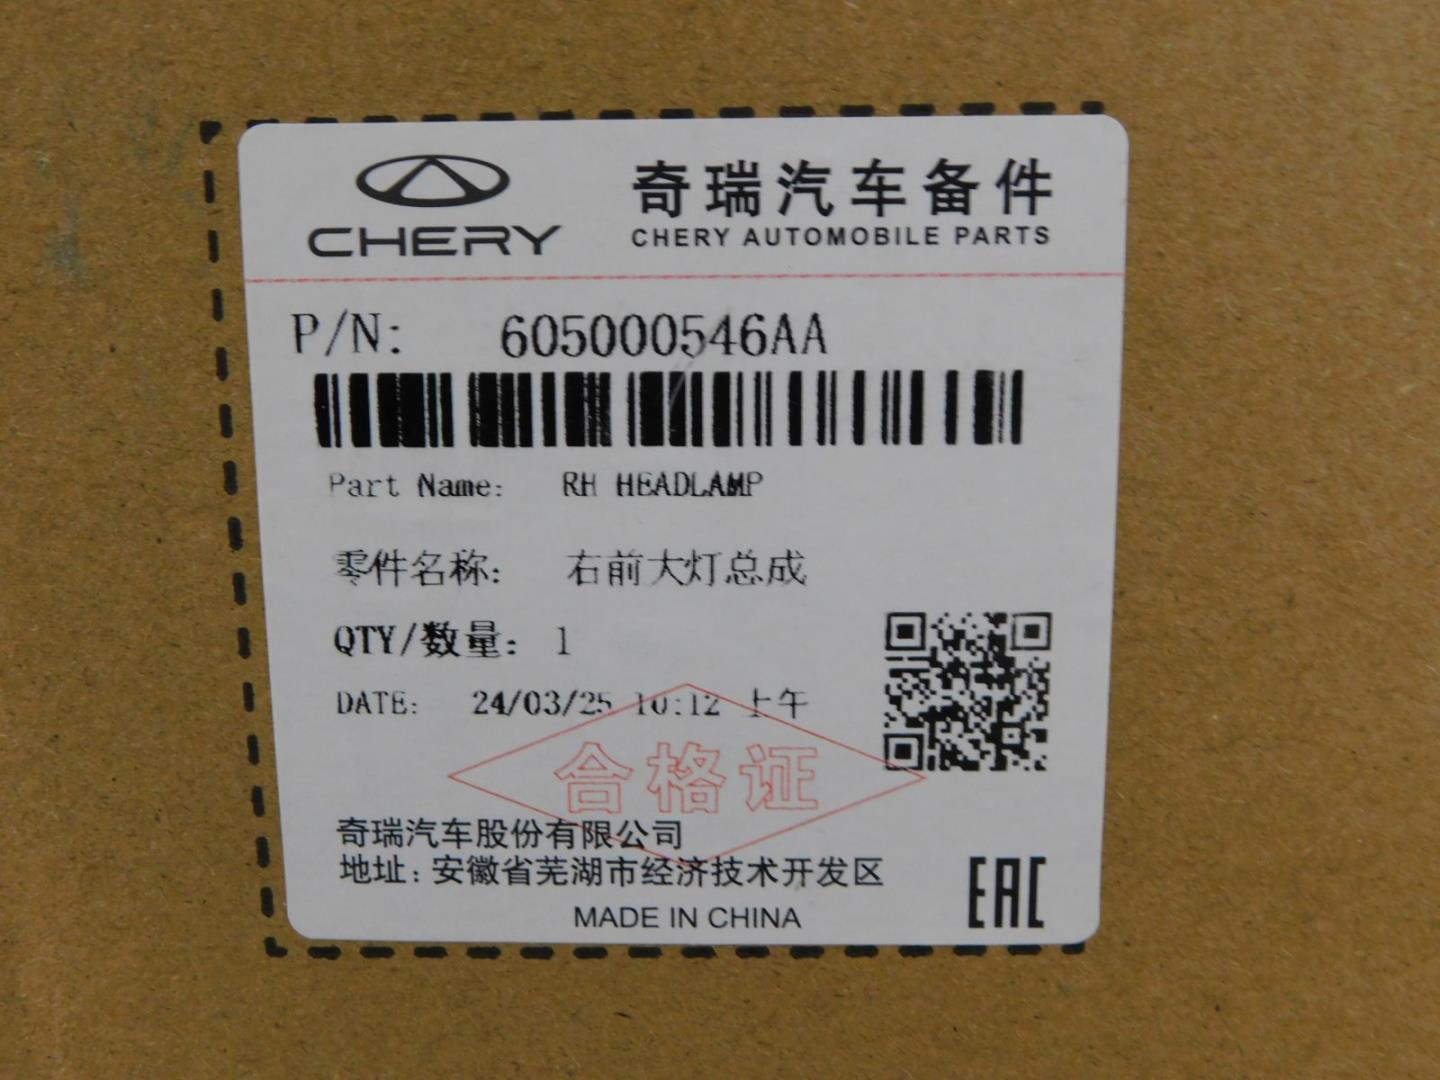 CHERY
奇瑞汽车备件
CHERY AUTOMOBILE PARTS
P/N: 605000546AA
Part Name: RH HEADLAMP
零件名称: 右前大灯总成
QTY/数量: 1
DATE: 24/03/25 10:12 上午
合格证
奇瑞汽车股份有限公司
地址:安徽省芜湖市经济技术开发区
MADE IN CHINA
EAC